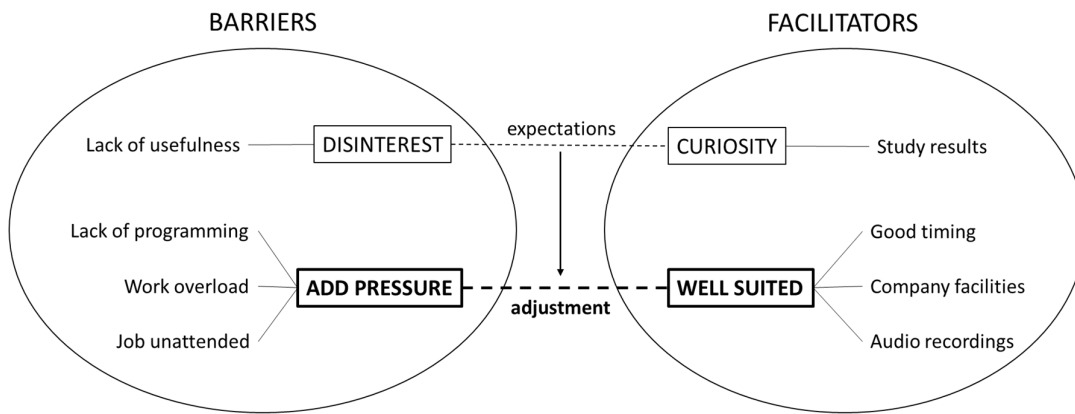 BARRIERS
FACILITATORS
expectations
Lack of usefulness
DISINTEREST
CURIOSITY
Study results
Lack of programming
Good timing
Work overload
ADD PRESSURE
WELL SUITED
Company facilities
adjustment
Job unattended
Audio recordings